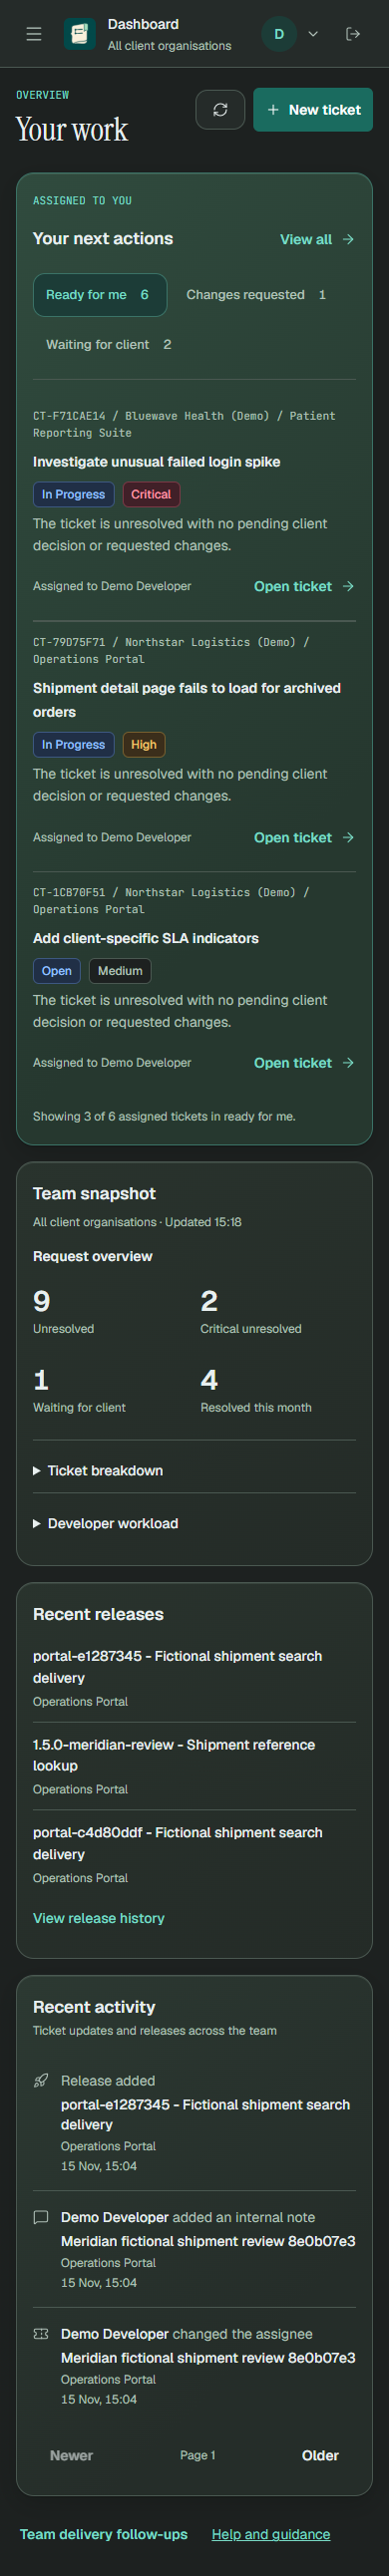 Dashboard
All client organisations
D
OVERVIEW
Your work
New ticket
ASSIGNED TO YOU
Your next actions
View all
Ready for me 6
Changes requested 1
Waiting for client 2
CT-F71CAE14 / Bluewave Health (Demo) / Patient
Reporting Suite
Investigate unusual failed login spike
In Progress
Critical
The ticket is unresolved with no pending client
decision or requested changes.
Assigned to Demo Developer
Open ticket
CT-79D75F71 / Northstar Logistics (Demo) /
Operations Portal
Shipment detail page fails to load for archived
orders
In Progress
High
The ticket is unresolved with no pending client
decision or requested changes.
Assigned to Demo Developer
Open ticket
CT-1CB70F51 / Northstar Logistics (Demo) /
Operations Portal
Add client-specific SLA indicators
Open
Medium
The ticket is unresolved with no pending client
decision or requested changes.
Assigned to Demo Developer
Open ticket
Showing 3 of 6 assigned tickets in ready for me.
Team snapshot
All client organisations · Updated 15:18
Request overview
9
Unresolved
2
Critical unresolved
1
Waiting for client
4
Resolved this month
Ticket breakdown
Developer workload
Recent releases
portal-e1287345 - Fictional shipment search
delivery
Operations Portal
1.5.0-meridian-review - Shipment reference
lookup
Operations Portal
portal-c4d80ddf - Fictional shipment search
delivery
Operations Portal
View release history
Recent activity
Ticket updates and releases across the team
Release added
portal-e1287345 - Fictional shipment search
delivery
Operations Portal
15 Nov, 15:04
Demo Developer added an internal note
Meridian fictional shipment review 8e0b07e3
Operations Portal
15 Nov, 15:04
Demo Developer changed the assignee
Meridian fictional shipment review 8e0b07e3
Operations Portal
15 Nov, 15:04
Newer
Page 1
Older
Team delivery follow-ups
Help and guidance